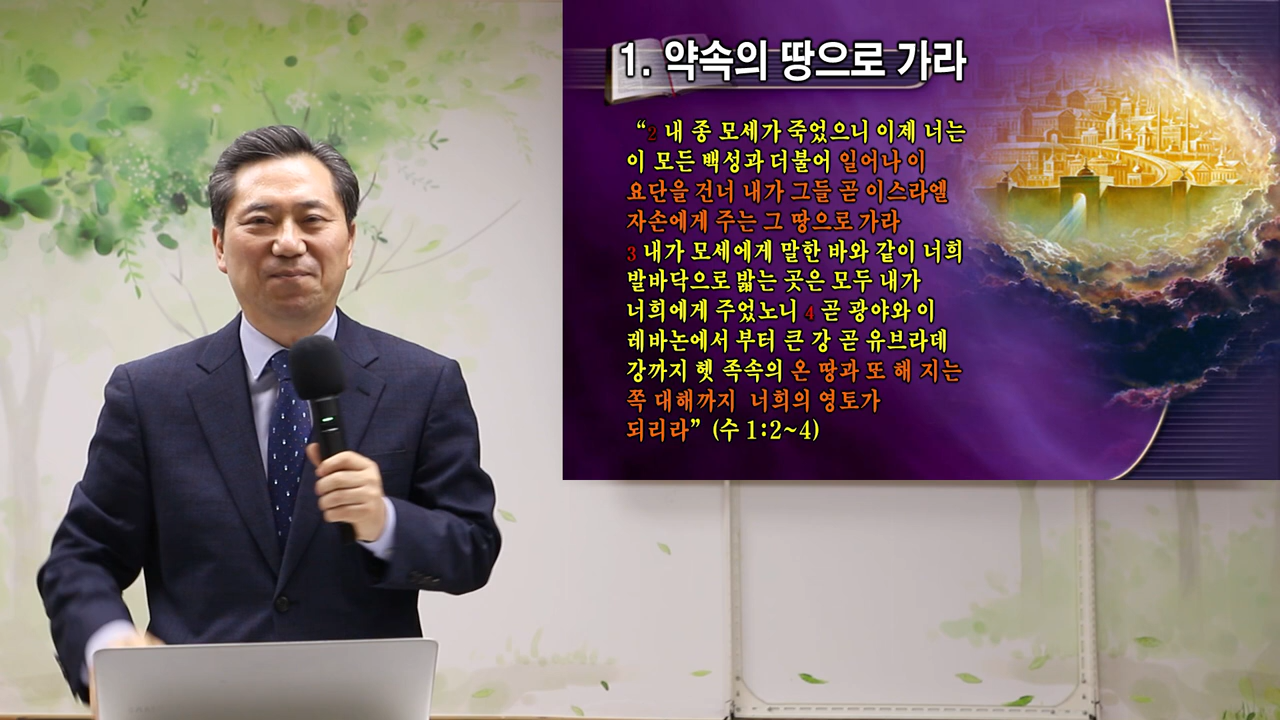 1. 약속의 땅으로 가라
“2 내 종 모세가 죽었으니 이제 너는
이 모든 백성과 더불어 일어나 이
요단을 건너 내가 그들 곧 이스라엘
자손에게 주는 그 땅으로 가라
3 내가 모세에게 말한 바와 같이 너희
발바닥으로 밟는 곳은 모두 내가
너희에게 주었노니 4 곧 광야와 이
레바논에서 부터 큰 강 곧 유브라데
강까지 헷 족속의 온 땅과 또 해 지는
쪽 대해까지 너희의 영토가
되리라” (수 1:2~4)